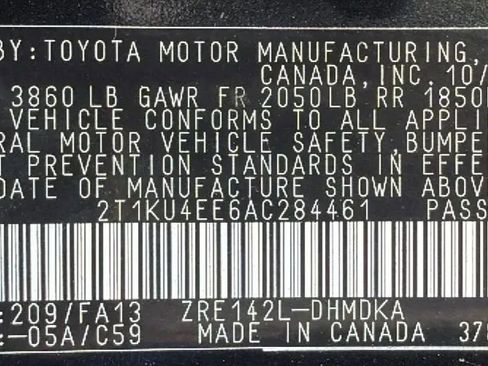 BY: TOYOTA MOTOR MANUFACTURING,
CANADA, INC. 10/
3860 LB GAWR FR 2050LB RR 1850
VEHICLE CONFORMS TO ALL APPLI
RAL MOTOR VEHICLE SAFETY, BUMPE
T PREVENTION STANDARDS IN EFFE
DATE OF MANUFACTURE SHOWN ABOVE
2T1KU4EE6AC284461 PASS
:209/FA13 ZRE142L-DHMDKA
-05A/C59 MADE IN CANADA 378